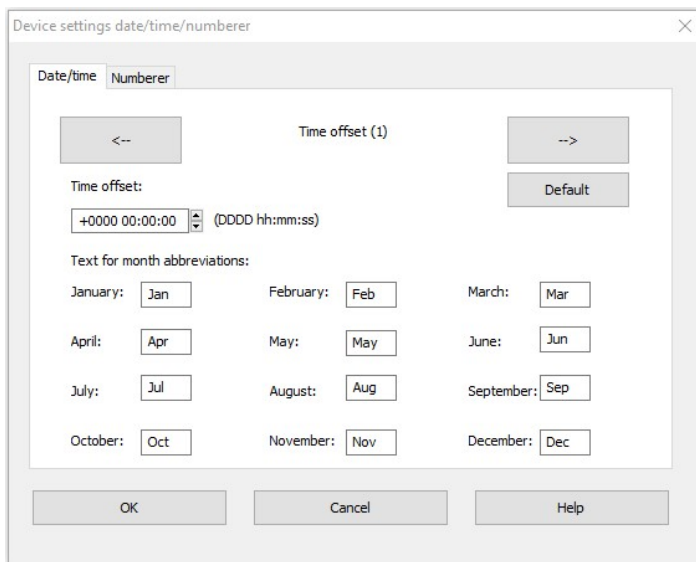 Device settings date/time/numberer
Date/time Numberer
<-- Time offset (1) -->
Time offset: Default
+0000 00:00:00 (DDDD hh:mm:ss)
Text for month abbreviations:
January: Jan February: Feb March: Mar
April: Apr May: May June: Jun
July: Jul August: Aug September: Sep
October: Oct November: Nov December: Dec
OK Cancel Help